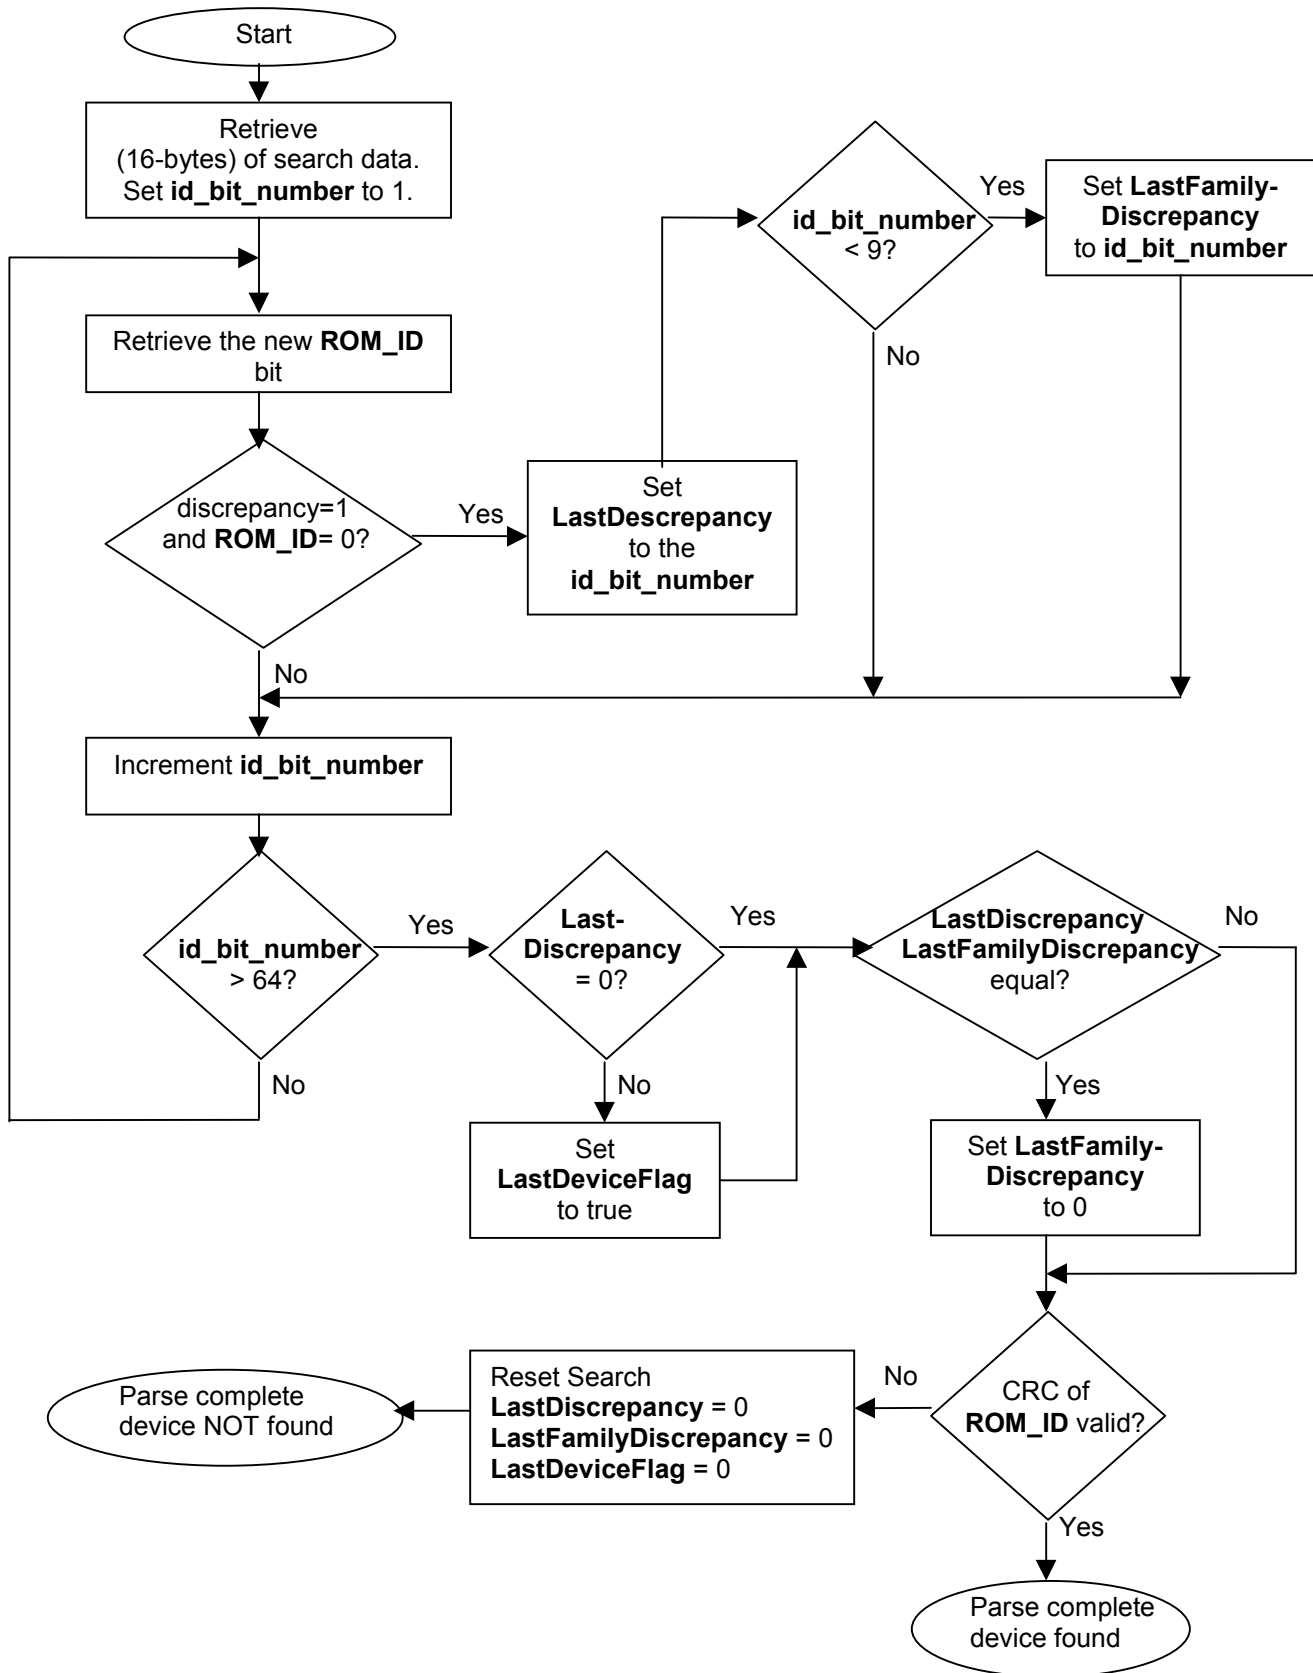 Start
Retrieve
(16-bytes) of search data.
Set id_bit_number to 1.
id_bit_number
< 9?
Yes
Set LastFamily-
Discrepancy
to id_bit_number
No
Retrieve the new ROM_ID
bit
discrepancy=1
and ROM_ID= 0?
Yes
Set
LastDescrepancy
to the
id_bit_number
No
Increment id_bit_number
id_bit_number
> 64?
Yes
No
Last-
Discrepancy
= 0?
Yes
No
Set
LastDeviceFlag
to true
LastDiscrepancy
LastFamilyDiscrepancy
equal?
No
Yes
Set LastFamily-
Discrepancy
to 0
CRC of
ROM_ID valid?
No
Reset Search
LastDiscrepancy = 0
LastFamilyDiscrepancy = 0
LastDeviceFlag = 0
Parse complete
device NOT found
Yes
Parse complete
device found